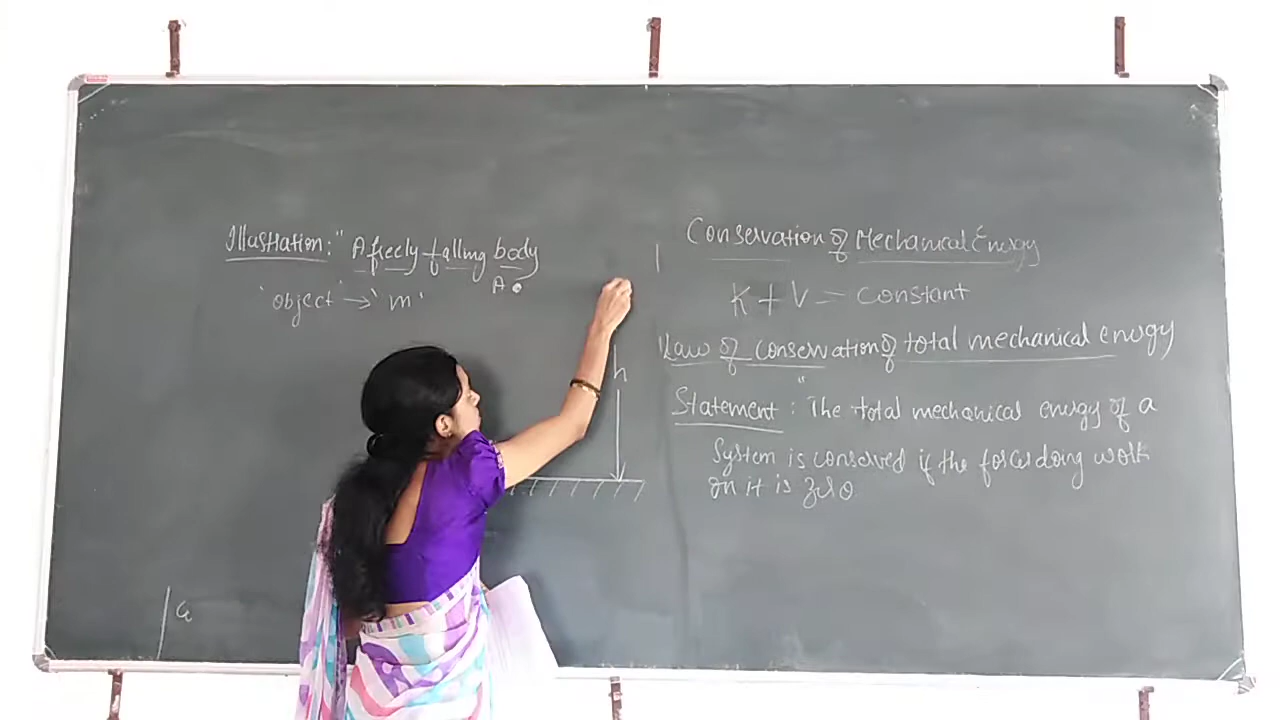 Illustration: " A freely falling body
A
'object' → 'm'
h
Conservation of Mechanical Energy
K + V = constant
"Law of conservation of total mechanical energy
Statement : "The total mechanical energy of a
System is conserved if the forces doing work
on it is zero